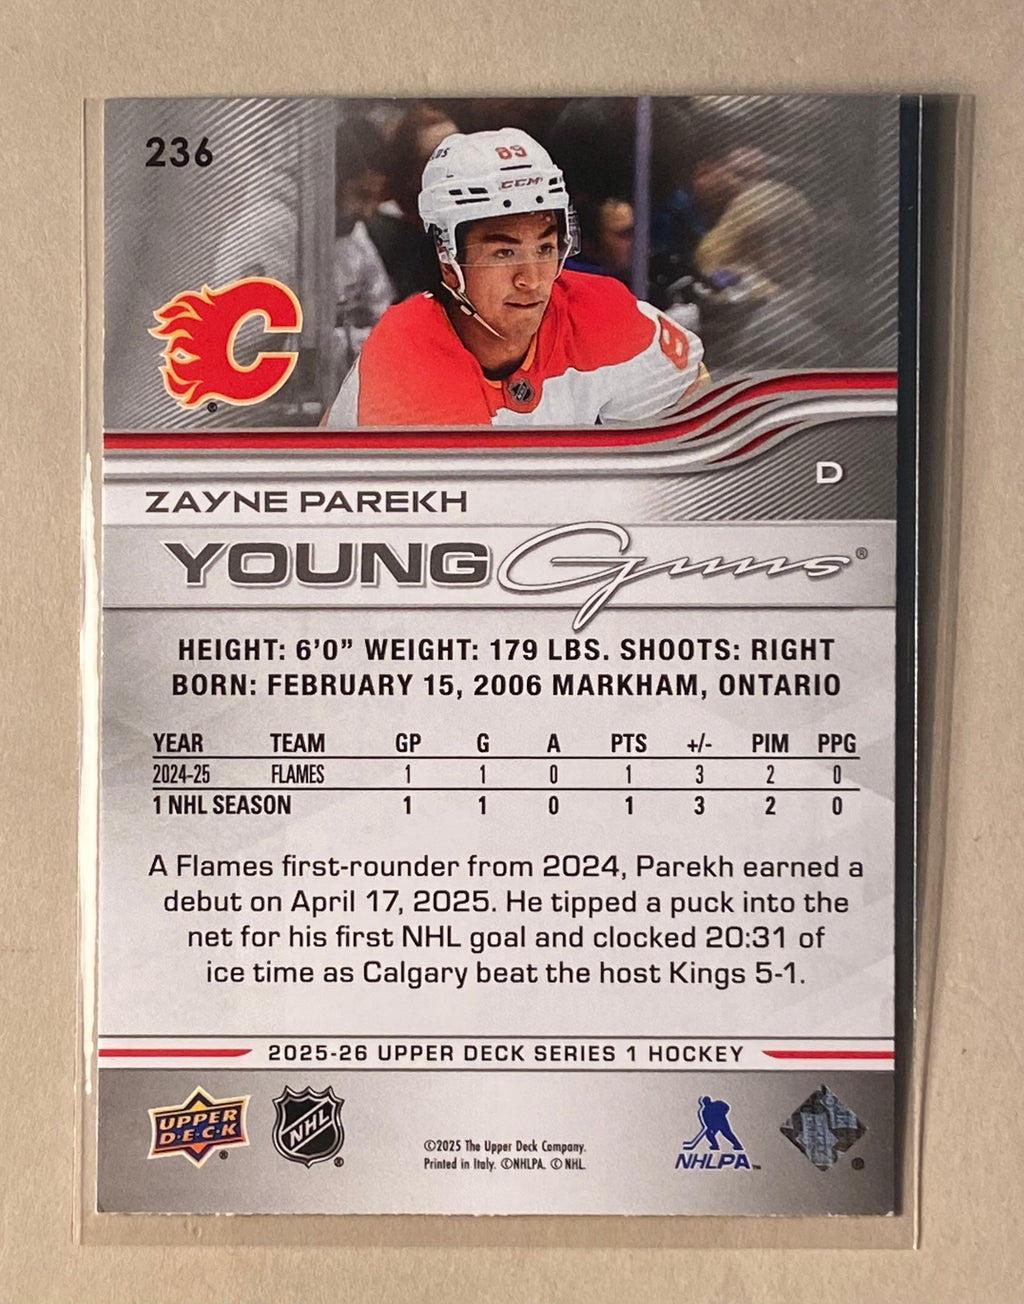 236
89
CCM
8
C
®
D
ZAYNE PAREKH
YOUNG Guns®
HEIGHT: 6’0” WEIGHT: 179 LBS. SHOOTS: RIGHT
BORN: FEBRUARY 15, 2006 MARKHAM, ONTARIO
YEAR TEAM GP G A PTS +/- PIM PPG
2024-25 FLAMES 1 1 0 1 3 2 0
1 NHL SEASON 1 1 0 1 3 2 0
A Flames first-rounder from 2024, Parekh earned a
debut on April 17, 2025. He tipped a puck into the
net for his first NHL goal and clocked 20:31 of
ice time as Calgary beat the host Kings 5-1.
2025-26 UPPER DECK SERIES 1 HOCKEY
UPPER
D·E·C·K
®
NHL
®
©2025 The Upper Deck Company.
Printed in Italy. ©NHLPA. © NHL.
NHLPA™
®